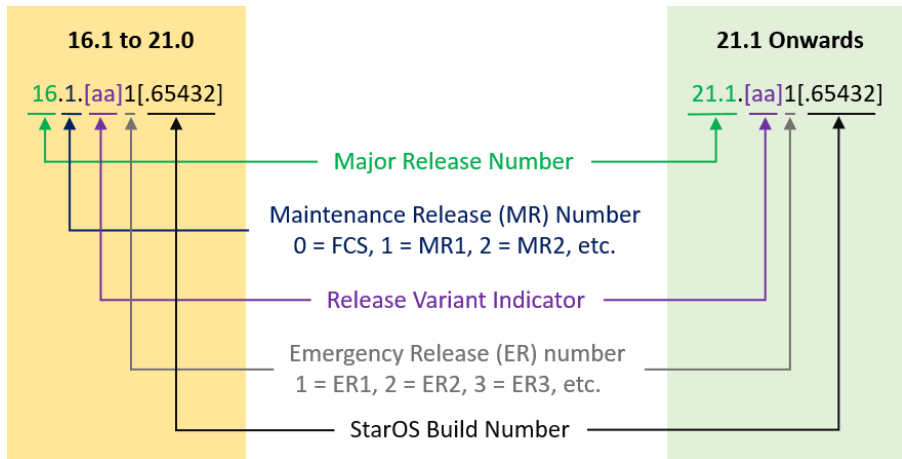 16.1 to 21.0
21.1 Onwards
16.1.[aa]1[.65432]
21.1.[aa]1[.65432]
Major Release Number
Maintenance Release (MR) Number
0 = FCS, 1 = MR1, 2 = MR2, etc.
Release Variant Indicator
Emergency Release (ER) number
1 = ER1, 2 = ER2, 3 = ER3, etc.
StarOS Build Number